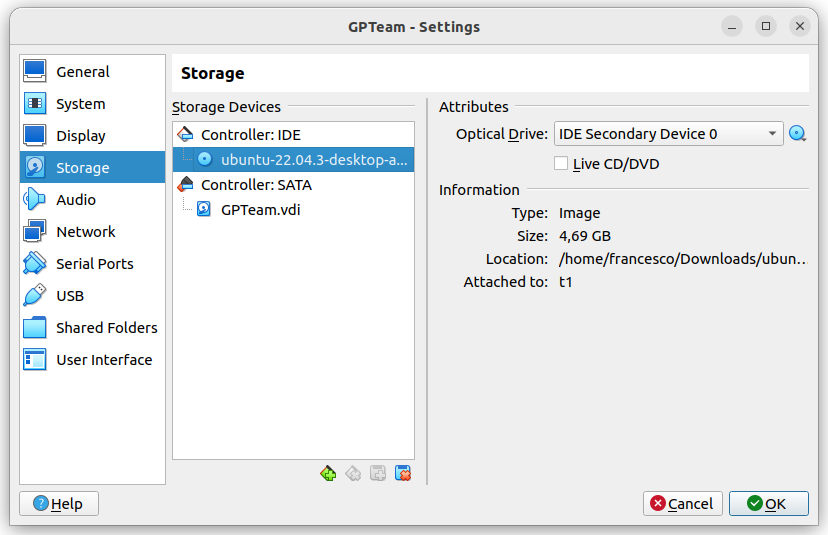 GPTeam - Settings
General
System
Display
Storage
Audio
Network
Serial Ports
USB
Shared Folders
User Interface
Storage
Storage Devices
Controller: IDE
ubuntu-22.04.3-desktop-a...
Controller: SATA
GPTeam.vdi
Attributes
Optical Drive: IDE Secondary Device 0
Live CD/DVD
Information
Type: Image
Size: 4,69 GB
Location: /home/francesco/Downloads/ubun...
Attached to: t1
Help
Cancel
OK